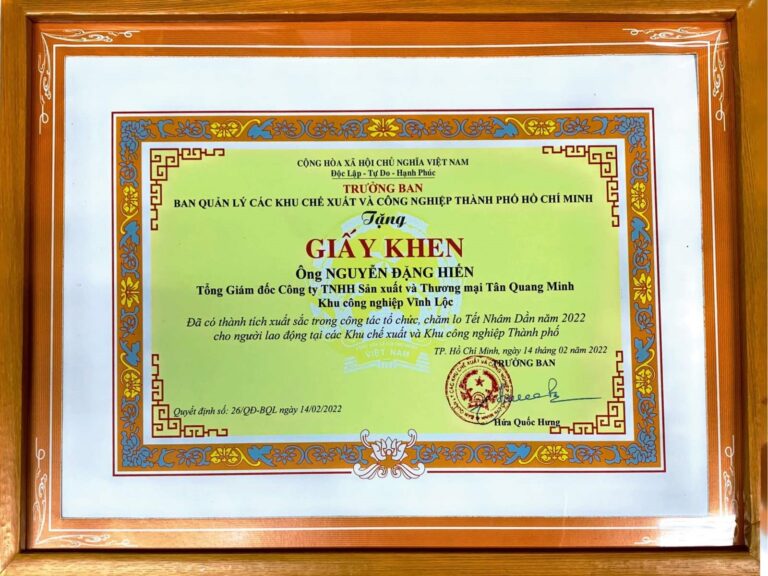 CỘNG HÒA XÃ HỘI CHỦ NGHĨA VIỆT NAM
Độc Lập - Tự Do - Hạnh Phúc
TRƯỞNG BAN
BAN QUẢN LÝ CÁC KHU CHẾ XUẤT VÀ CÔNG NGHIỆP THÀNH PHỐ HỒ CHÍ MINH
Tặng
GIẤY KHEN
Ông NGUYỄN ĐẶNG HIẾN
Tổng Giám đốc Công ty TNHH Sản xuất và Thương mại Tân Quang Minh
Khu công nghiệp Vĩnh Lộc
Đã có thành tích xuất sắc trong công tác tổ chức, chăm lo Tết Nhâm Dần năm 2022
cho người lao động tại các Khu chế xuất và Khu công nghiệp Thành phố
VIỆT NAM
TP. Hồ Chí Minh, ngày 14 tháng 02 năm 2022
TRƯỞNG BAN
Quyết định số: 26/QĐ-BQL ngày 14/02/2022
Hứa Quốc Hưng